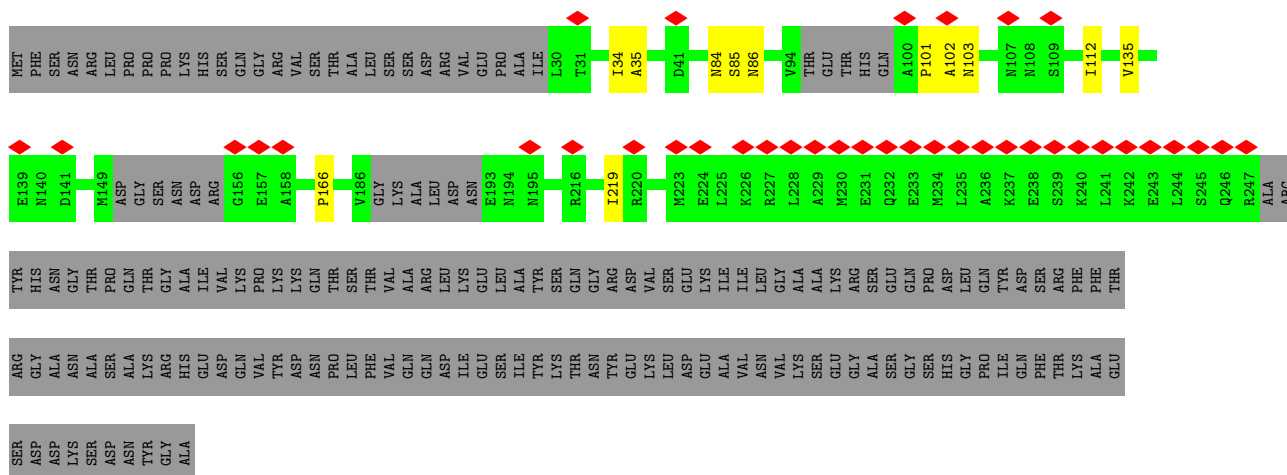 MET PHE SER ASN ARG LEU PRO PRO PRO LYS HIS SER GLN GLY ARG VAL SER THR ALA LEU SER SER ASP ARG VAL GLU PRO ALA ILE L30 T31 I34 A35 D41 N84 S85 N86 V94 THR GLU THR HIS GLN A100 P101 A102 N103 N107 N108 S109 I112 V135
E139 N140 D141 M149 ASP GLY SER ASN ASP ARG G156 E157 A158 P166 V186 GLY LYS ALA LEU ASP ASN E193 N194 N195 R216 I219 R220 M223 E224 L225 K226 R227 L228 A229 M230 E231 Q232 E233 M234 L235 A236 K237 E238 S239 K240 L241 K242 E243 L244 S245 Q246 R247 ALA ARG
TYR HIS ASN GLY THR PRO GLN THR GLY ALA ILE VAL LYS PRO LYS LYS GLN THR SER THR VAL ALA ARG LEU LYS GLU LEU ALA TYR SER GLN GLY ARG ASP VAL SER GLU LYS ILE ILE LEU GLY ALA ALA LYS ARG SER GLU GLN PRO ASP LEU GLN TYR ASP SER ARG PHE PHE THR
ARG GLY ALA ASN ALA SER ALA LYS ARG HIS GLU ASP GLN VAL TYR ASP ASN PRO LEU PHE VAL GLN GLN ASP ILE GLU SER ILE TYR LYS THR ASN TYR GLU LYS LEU ASP GLU ALA VAL ASN VAL LYS SER GLU GLY ALA SER GLY SER HIS GLY PRO ILE GLN PHE THR LYS ALA GLU
SER ASP ASP LYS SER ASP ASN TYR GLY ALA